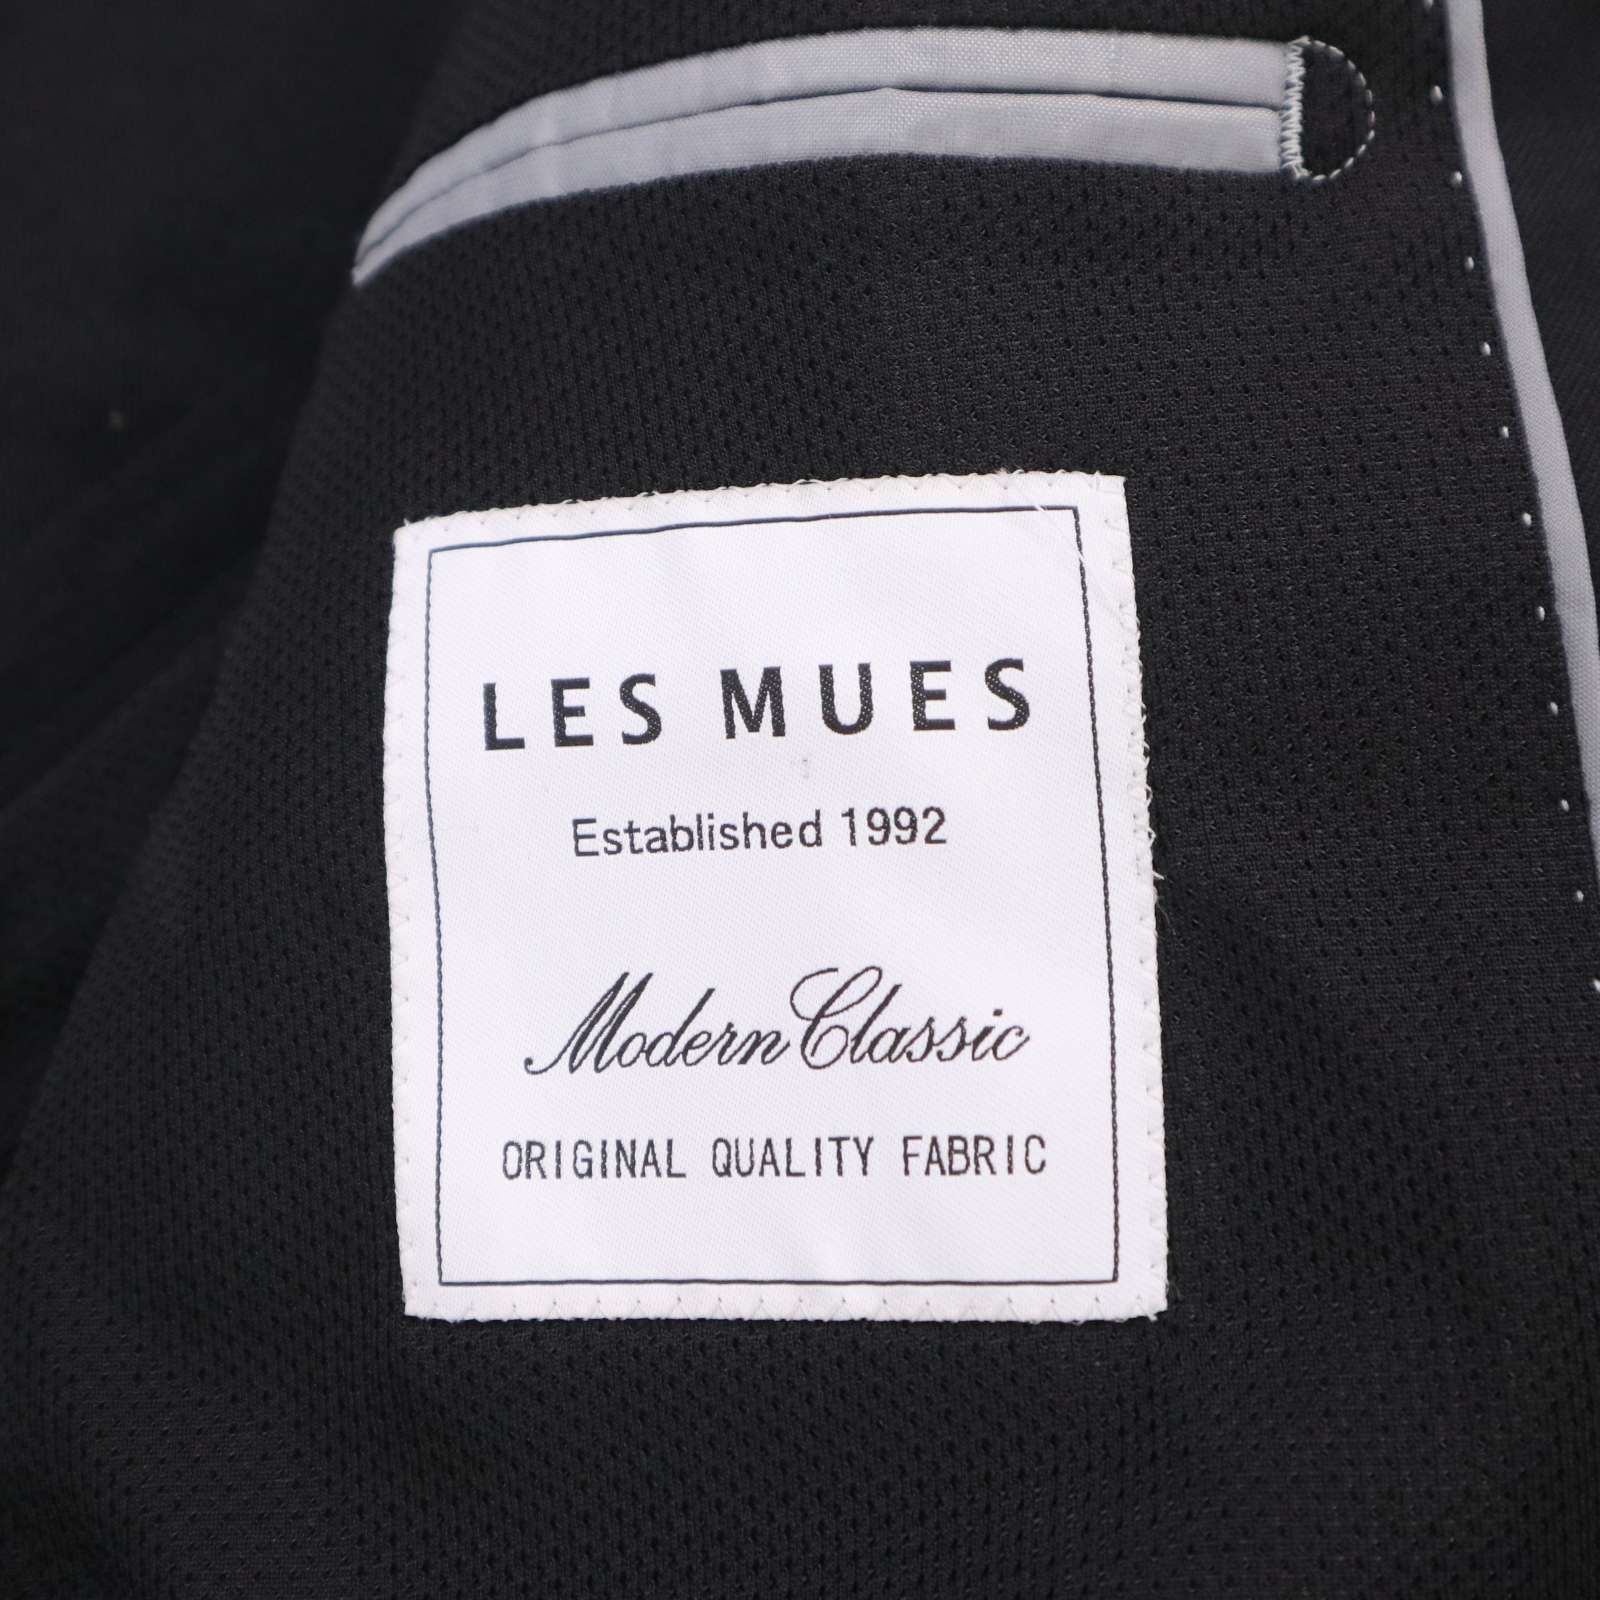 LES MUES
Established 1992
Modern Classic
ORIGINAL QUALITY FABRIC